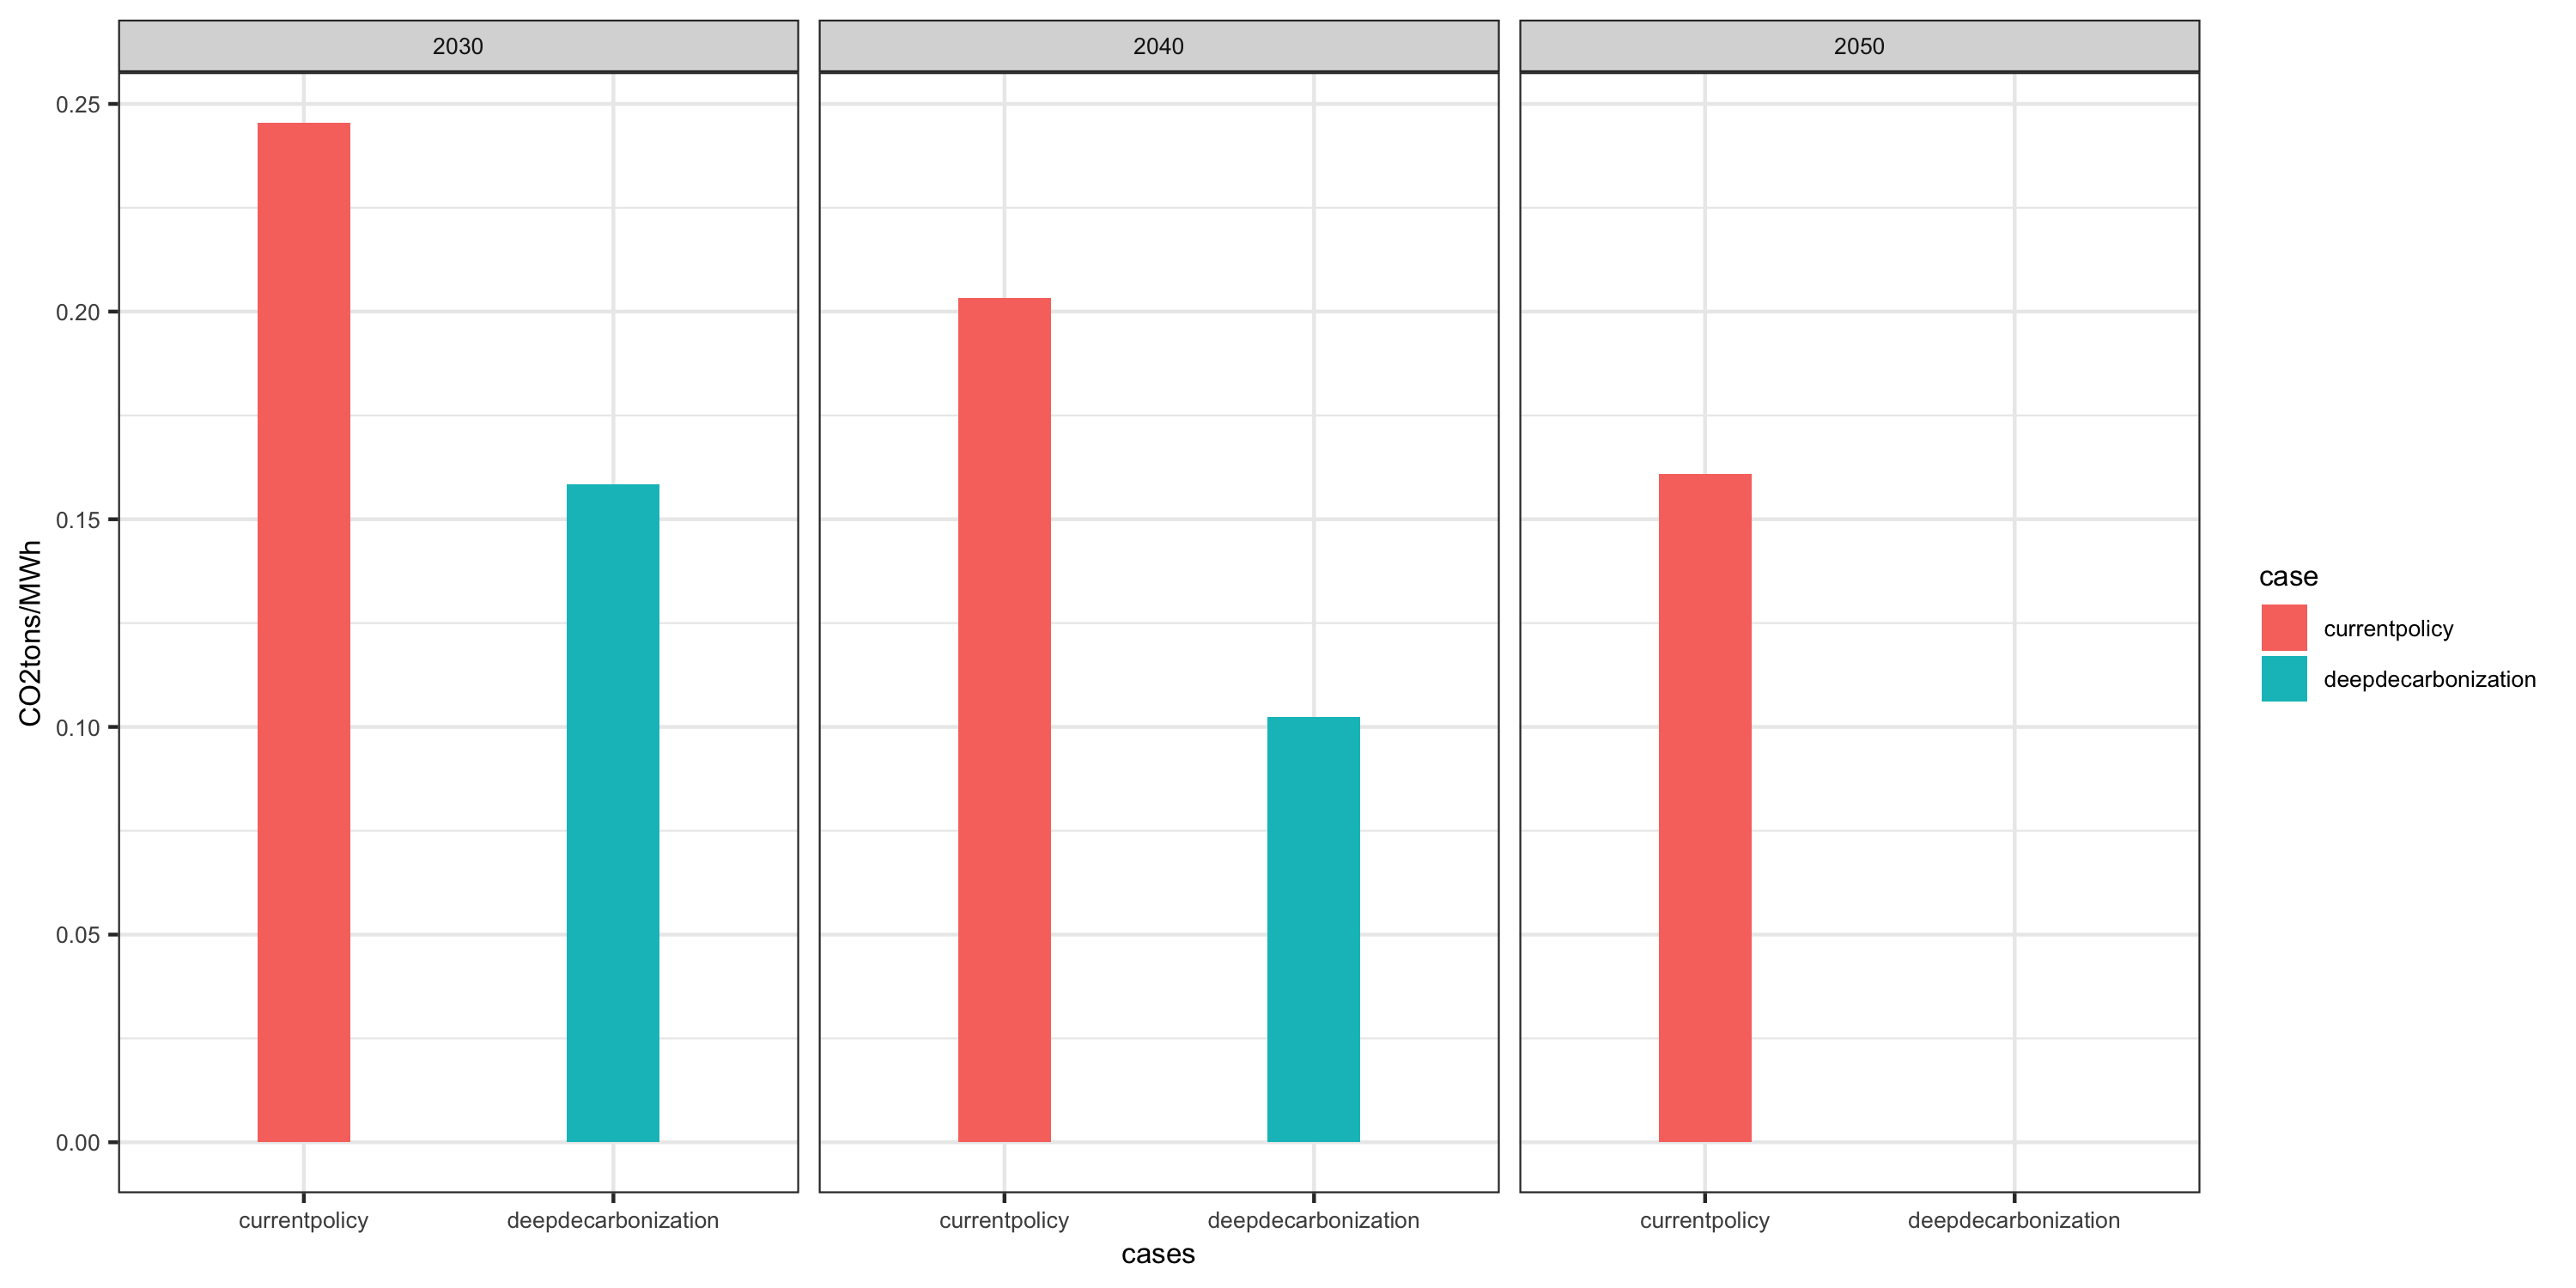 2030
2040
2050
CO2tons/MWh
0.25
0.20
0.15
0.10
0.05
0.00
currentpolicy
deepdecarbonization
currentpolicy
deepdecarbonization
currentpolicy
deepdecarbonization
cases
case
currentpolicy
deepdecarbonization